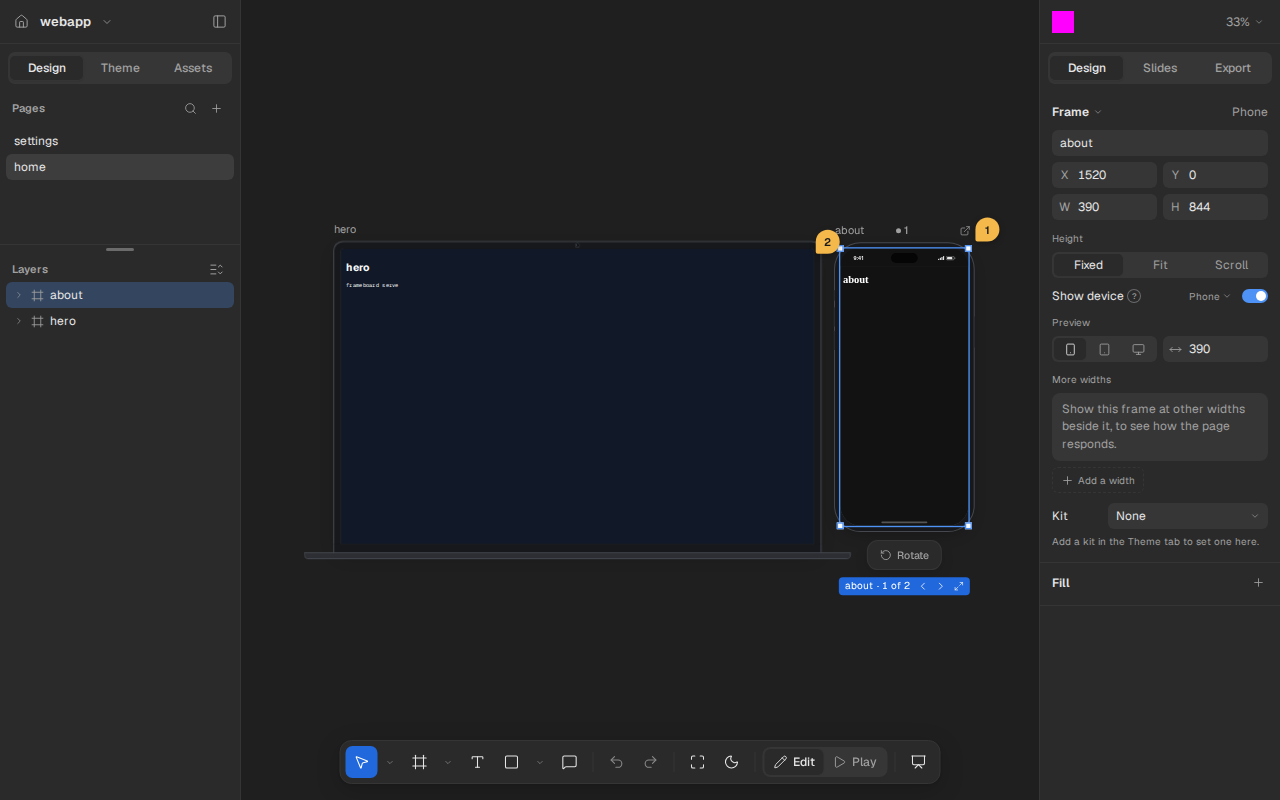 webapp
Design Theme Assets
Pages
settings
home
Layers
about
hero
hero
hero
frameboard serve
2
about
1
1
9:41
about
Rotate
about · 1 of 2
Edit
Play
33%
Design Slides Export
Frame Phone
about
X 1520 Y 0
W 390 H 844
Height
Fixed Fit Scroll
Show device ? Phone
Preview
390
More widths
Show this frame at other widths
beside it, to see how the page
responds.
Add a width
Kit None
Add a kit in the Theme tab to set one here.
Fill